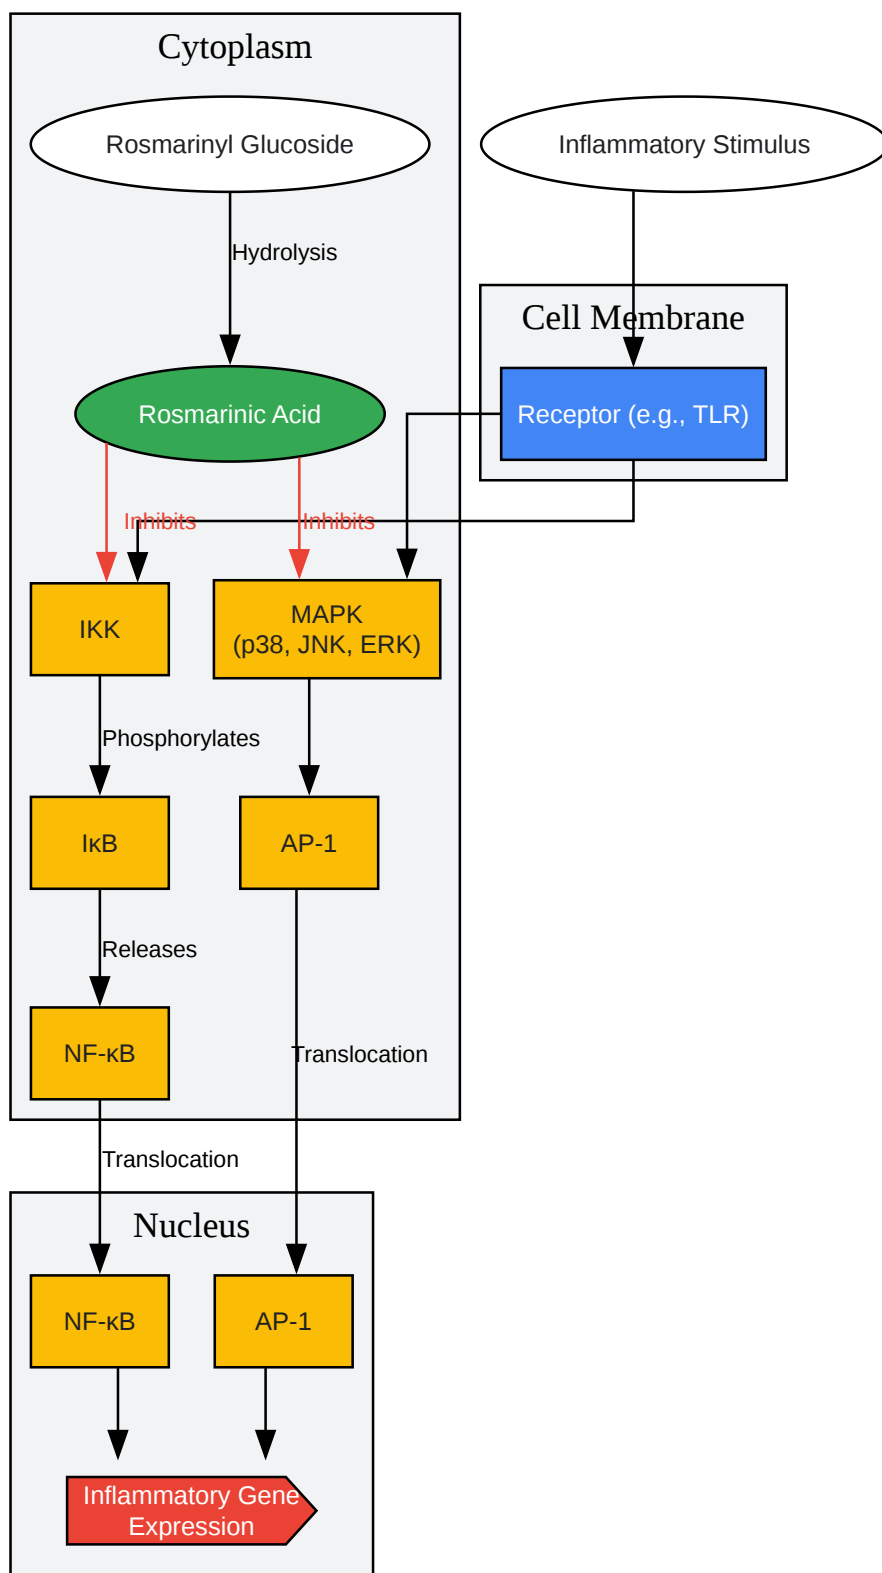 Cytoplasm
Rosmarinyl Glucoside
Inflammatory Stimulus
Hydrolysis
Cell Membrane
Rosmarinic Acid
Receptor (e.g., TLR)
Inhibits
Inhibits
IKK
MAPK
(p38, JNK, ERK)
Phosphorylates
IκB
AP-1
Releases
NF-κB
Translocation
Translocation
Nucleus
NF-κB
AP-1
Inflammatory Gene
Expression